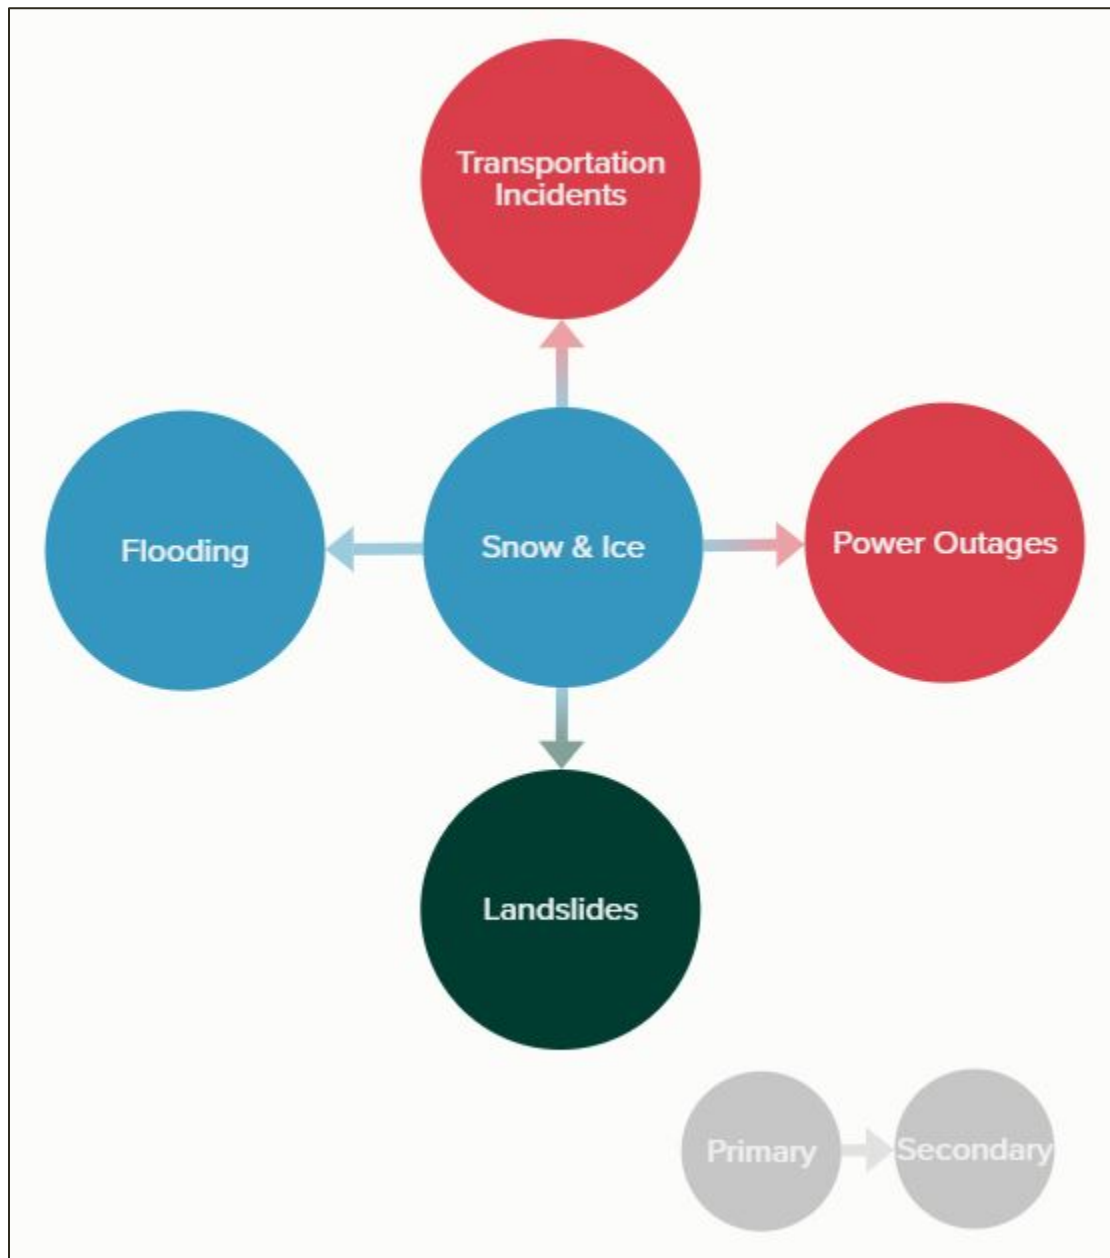 Transportation
Incidents
Flooding
Snow & Ice
Power Outages
Landslides
Primary
Secondary